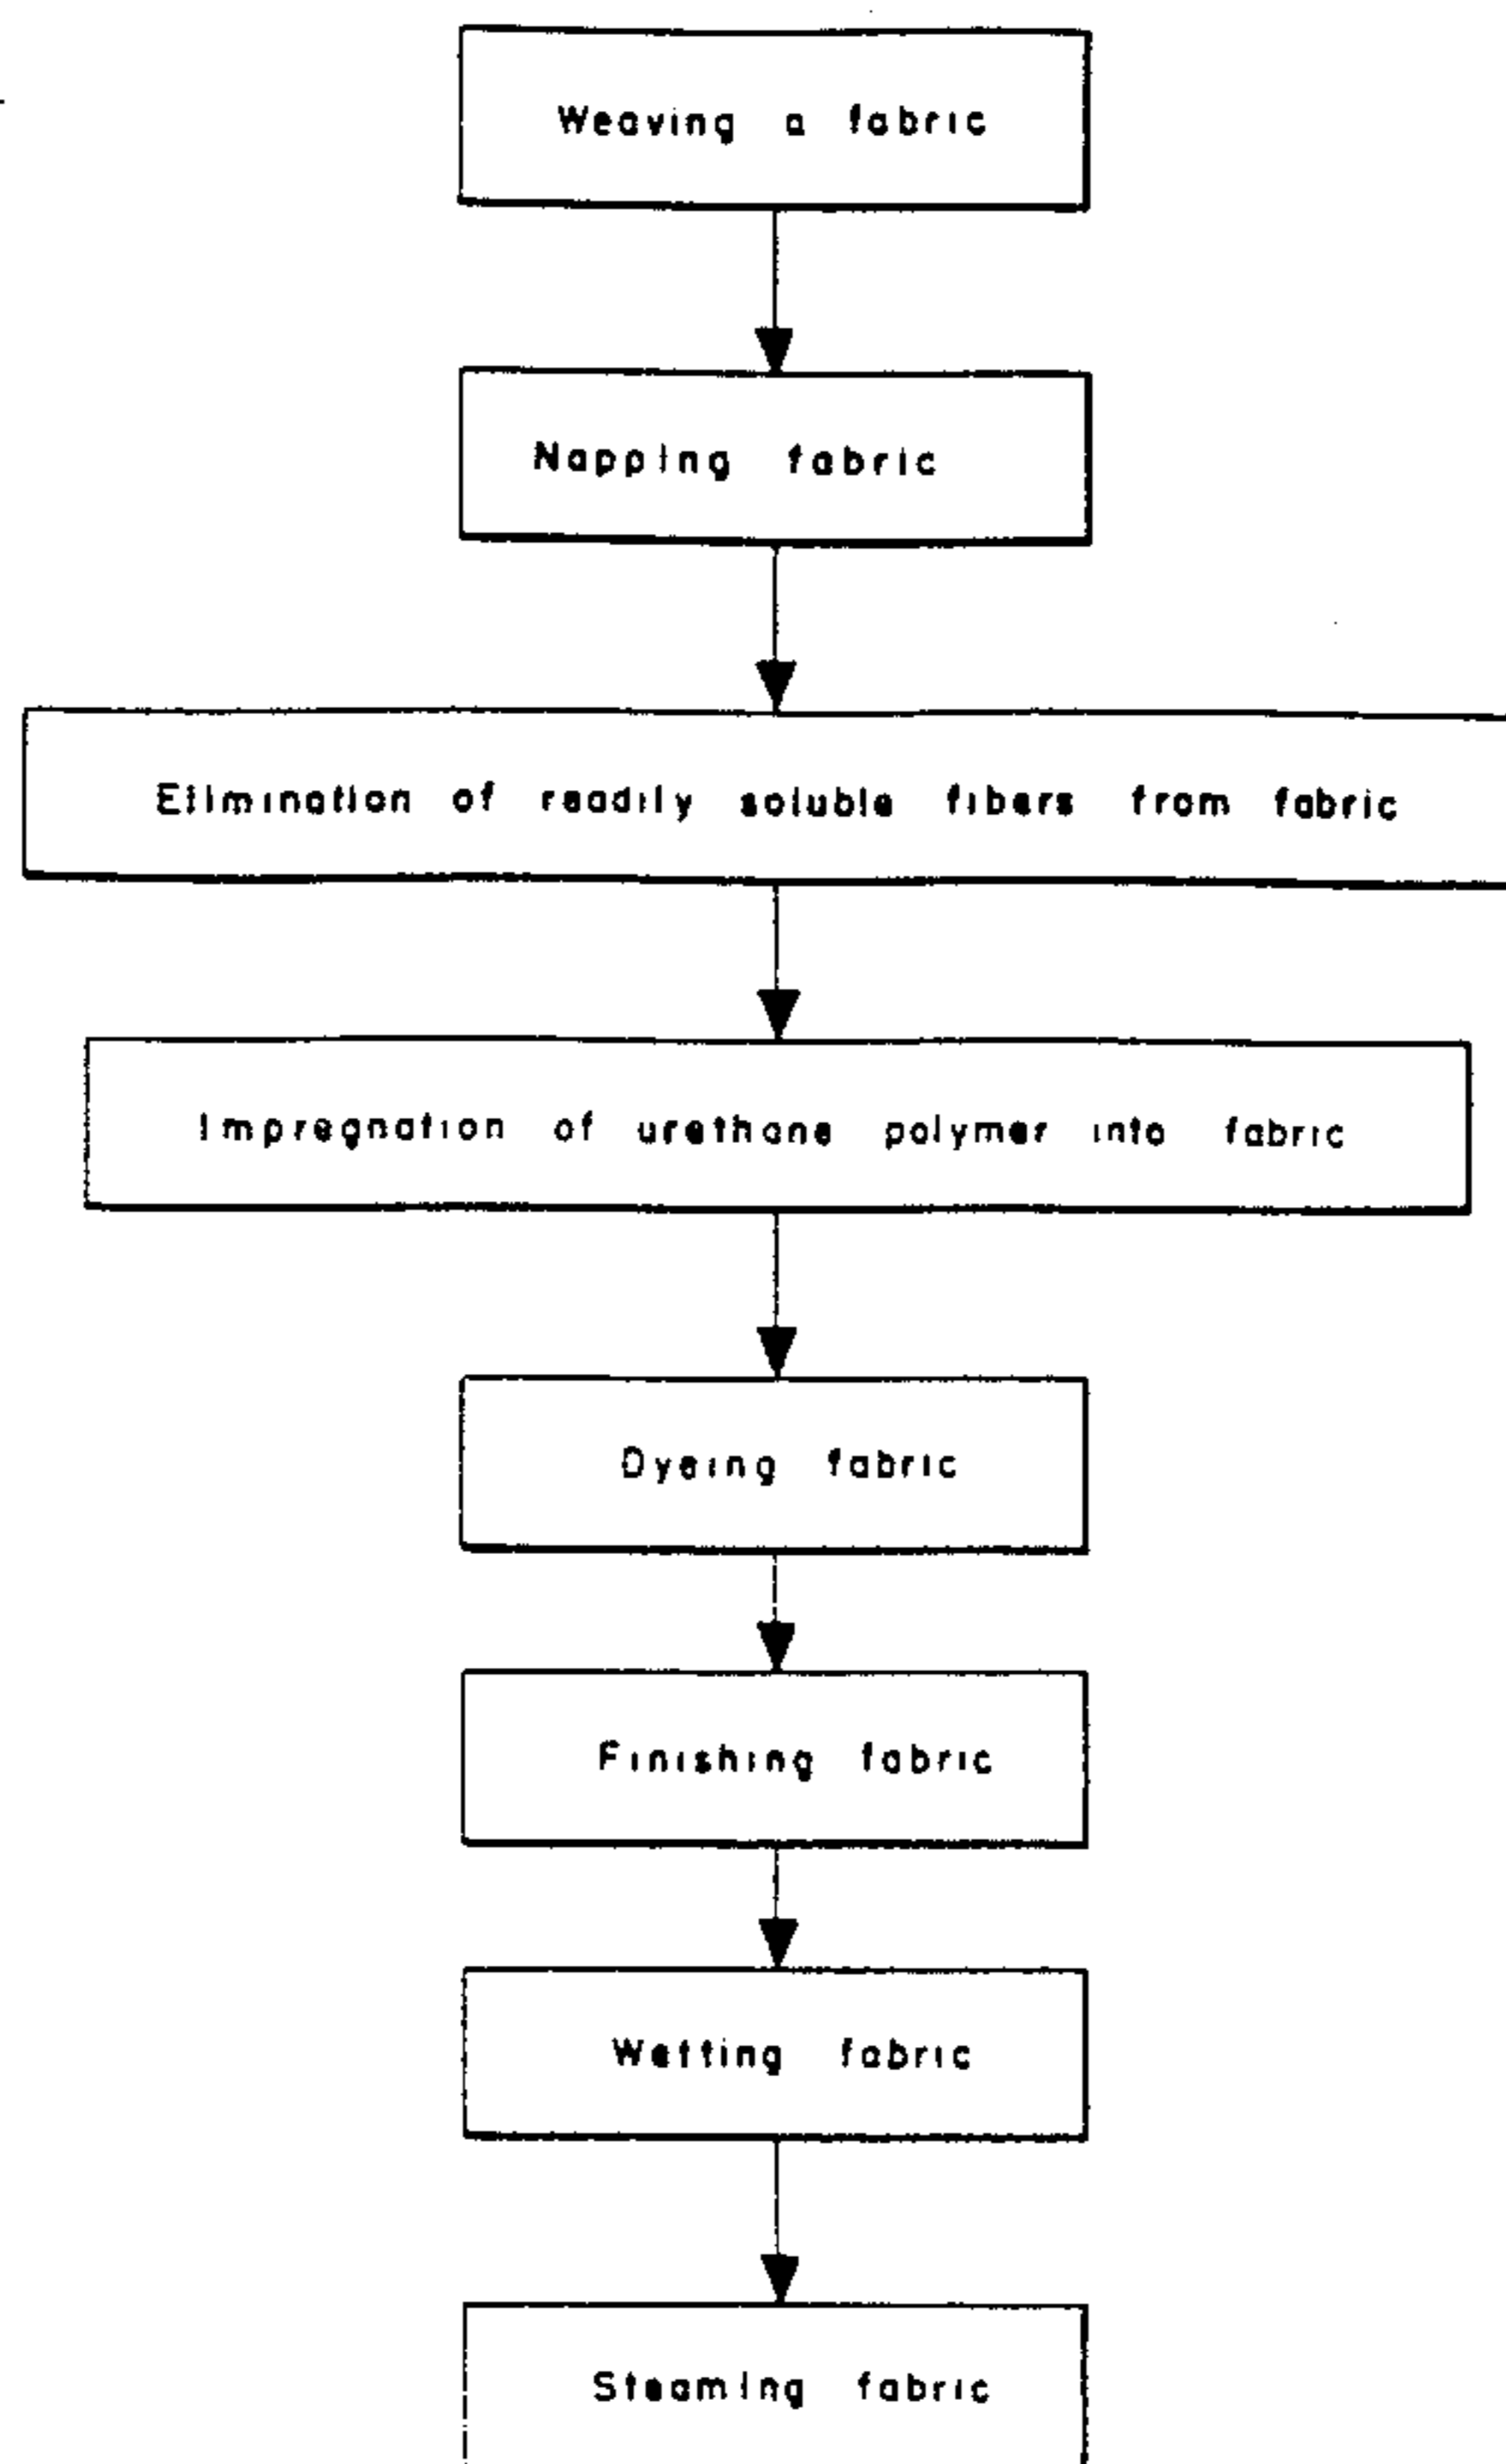 Weaving a fabric
Napping fabric
Elimination of readily soluble fibers from fabric
Impregnation of urethane polymer into fabric
Dyeing fabric
Finishing fabric
Wetting fabric
Steaming fabric